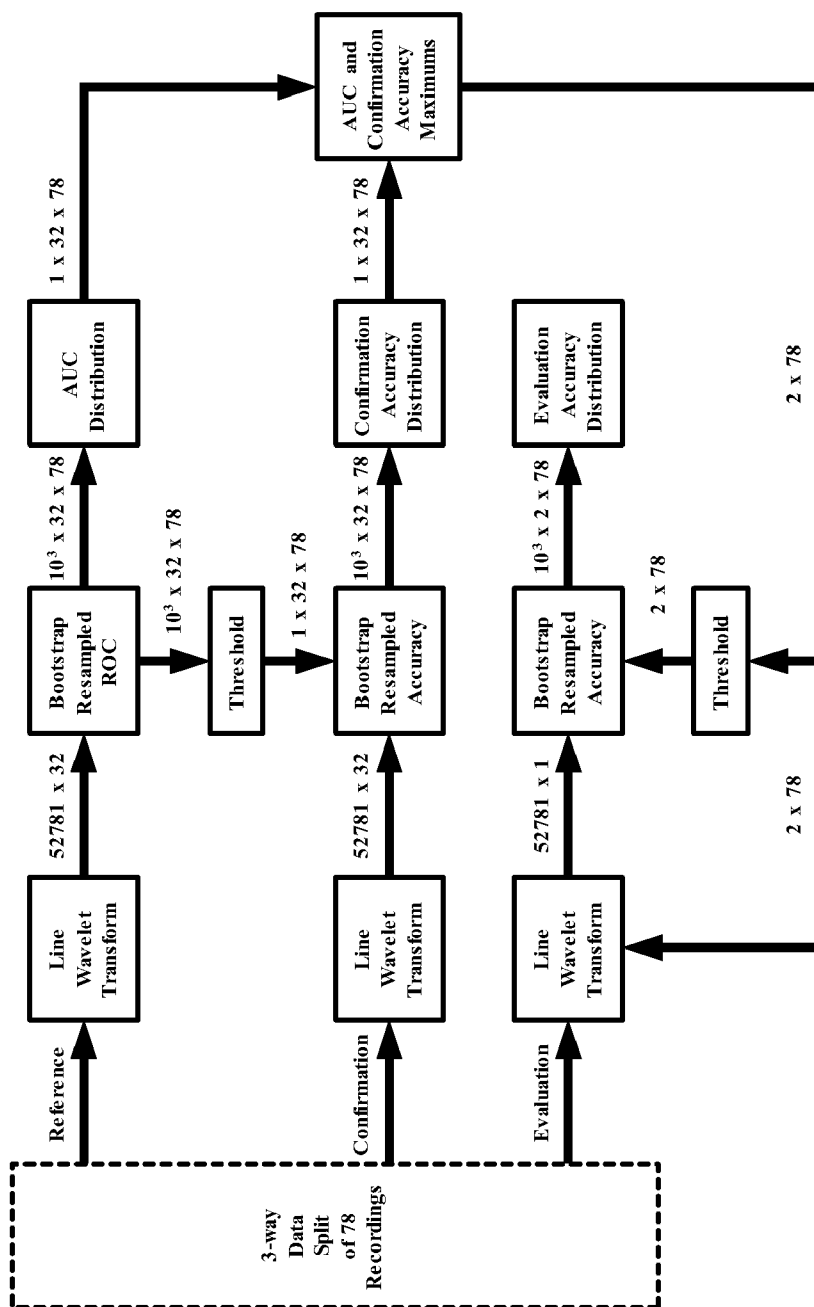 3-way
Data
Split
of 78
Recordings
Reference
Line
Wavelet
Transform
52781 x 32
Bootstrap
Resampled
ROC
10³ x 32 x 78
AUC
Distribution
1 x 32 x 78
AUC and
Confirmation
Accuracy
Maximums
10³ x 32 x 78
Threshold
1 x 32 x 78
Confirmation
Line
Wavelet
Transform
52781 x 32
Bootstrap
Resampled
Accuracy
10³ x 32 x 78
Confirmation
Accuracy
Distribution
1 x 32 x 78
Evaluation
Line
Wavelet
Transform
52781 x 1
Bootstrap
Resampled
Accuracy
10³ x 2 x 78
Evaluation
Accuracy
Distribution
2 x 78
Threshold
2 x 78
2 x 78